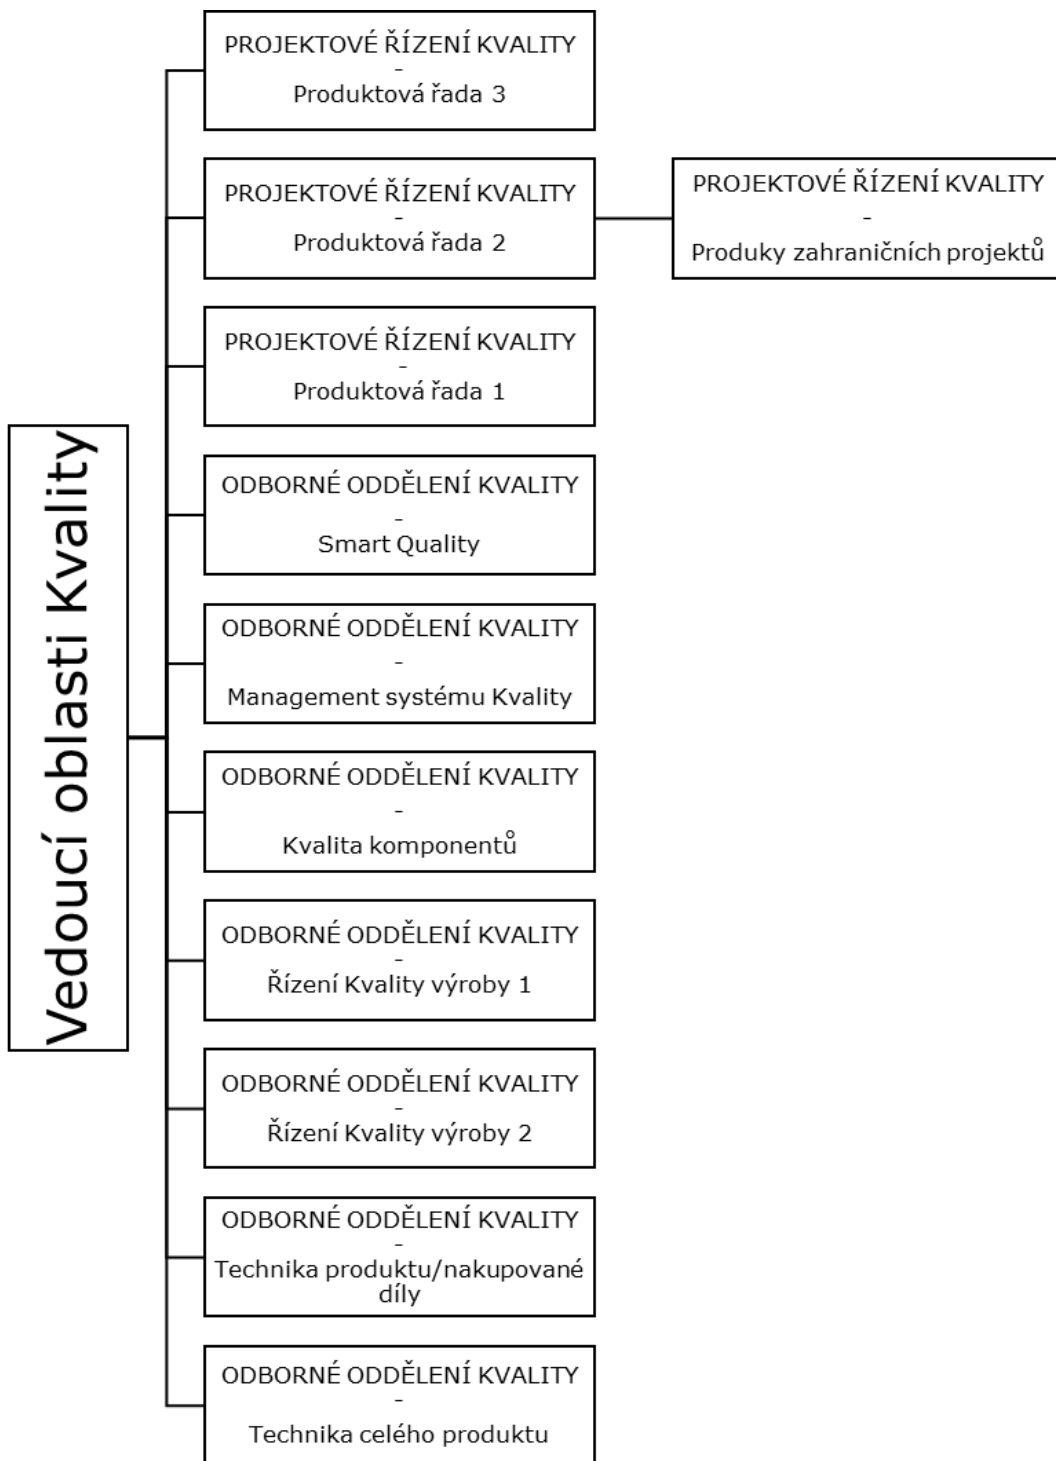 PROJEKTOVÉ ŘÍZENÍ KVALITY
-
Produktová řada 3
PROJEKTOVÉ ŘÍZENÍ KVALITY
-
Produktová řada 2
PROJEKTOVÉ ŘÍZENÍ KVALITY
-
Produky zahraničních projektů
PROJEKTOVÉ ŘÍZENÍ KVALITY
-
Produktová řada 1
Vedoucí oblasti Kvality
ODBORNÉ ODDĚLENÍ KVALITY
-
Smart Quality
ODBORNÉ ODDĚLENÍ KVALITY
-
Management systému Kvality
ODBORNÉ ODDĚLENÍ KVALITY
-
Kvalita komponentů
ODBORNÉ ODDĚLENÍ KVALITY
-
Řízení Kvality výroby 1
ODBORNÉ ODDĚLENÍ KVALITY
-
Řízení Kvality výroby 2
ODBORNÉ ODDĚLENÍ KVALITY
-
Technika produktu/nakupované
díly
ODBORNÉ ODDĚLENÍ KVALITY
-
Technika celého produktu